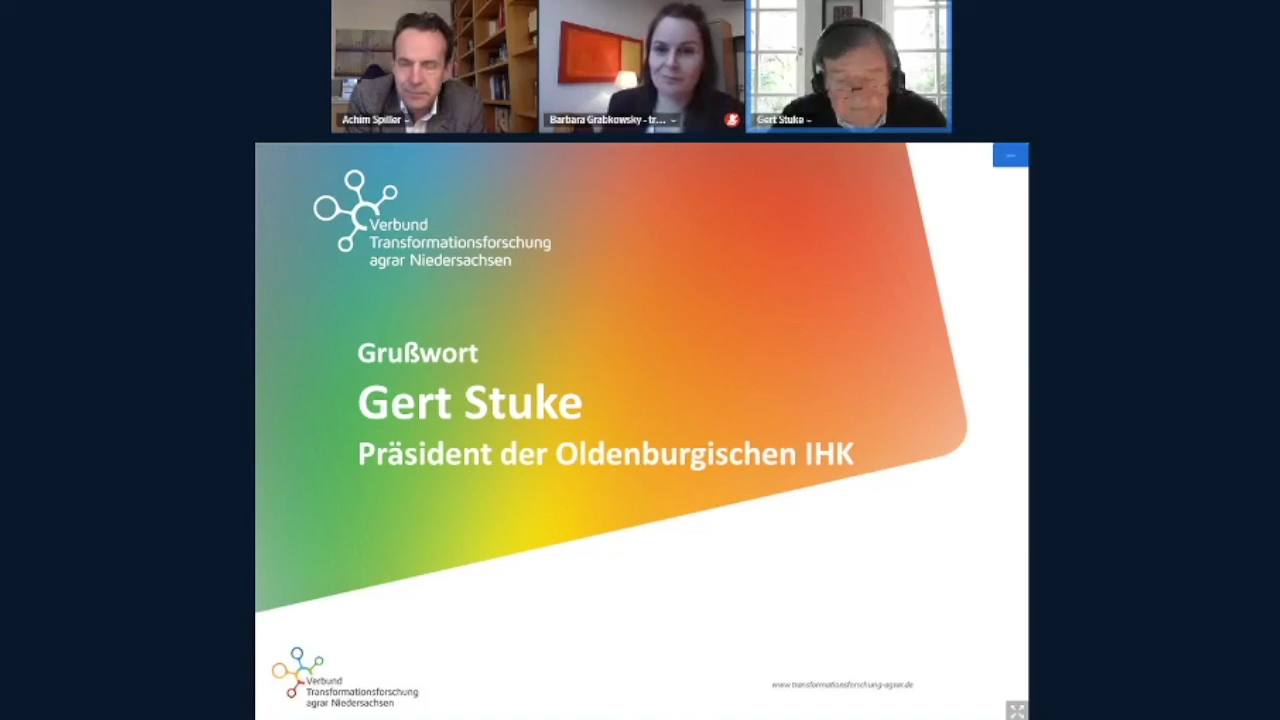 Achim Spiller
Barbara Grabkowsky - tr...
Gert Stuke
Verbund
Transformationsforschung
agrar Niedersachsen
Grußwort
Gert Stuke
Präsident der Oldenburgischen IHK
Verbund
Transformationsforschung
agrar Niedersachsen
www.transformationsforschung-agrar.de